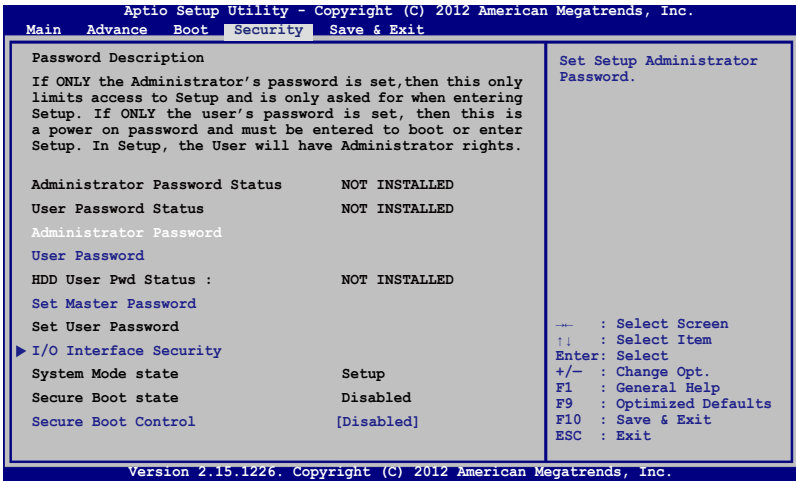 Aptio Setup Utility - Copyright (C) 2012 American Megatrends, Inc.
Main Advance Boot Security Save & Exit
Password Description
If ONLY the Administrator's password is set,then this only
limits access to Setup and is only asked for when entering
Setup. If ONLY the user's password is set, then this is
a power on password and must be entered to boot or enter
Setup. In Setup, the User will have Administrator rights.
Administrator Password Status NOT INSTALLED
User Password Status NOT INSTALLED
Administrator Password
User Password
HDD User Pwd Status : NOT INSTALLED
Set Master Password
Set User Password
I/O Interface Security
System Mode state Setup
Secure Boot state Disabled
Secure Boot Control [Disabled]
Set Setup Administrator
Password.
→← : Select Screen
↑↓ : Select Item
Enter: Select
+/— : Change Opt.
F1 : General Help
F9 : Optimized Defaults
F10 : Save & Exit
ESC : Exit
Version 2.15.1226. Copyright (C) 2012 American Megatrends, Inc.